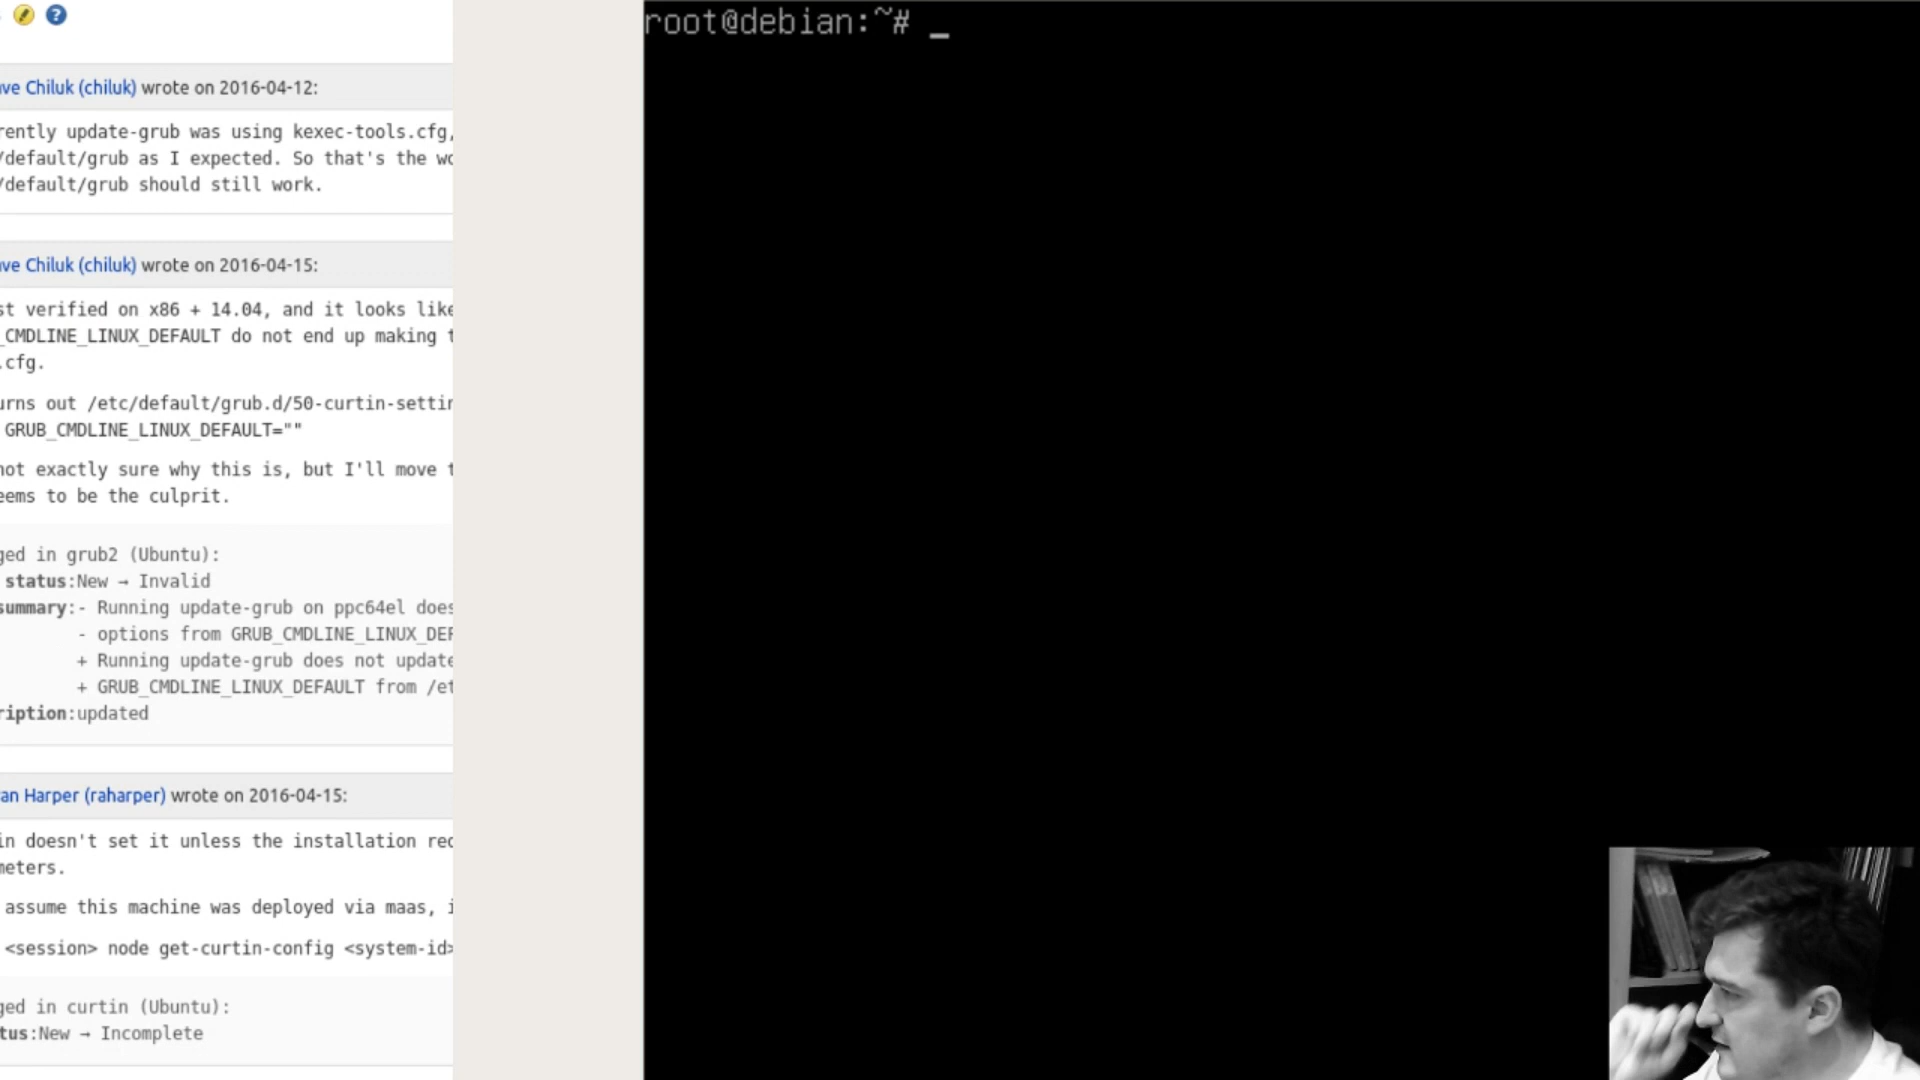 ?
ve Chiluk (chiluk) wrote on 2016-04-12:
rently update-grub was using kexec-tools.cfg,
/default/grub as I expected. So that's the wo
/default/grub should still work.
ve Chiluk (chiluk) wrote on 2016-04-15:
st verified on x86 + 14.04, and it looks like
_CMDLINE_LINUX_DEFAULT do not end up making t
.cfg.
urns out /etc/default/grub.d/50-curtin-settin
GRUB_CMDLINE_LINUX_DEFAULT=""
not exactly sure why this is, but I'll move t
eems to be the culprit.
ged in grub2 (Ubuntu):
status:New → Invalid
summary:- Running update-grub on ppc64el does
- options from GRUB_CMDLINE_LINUX_DEF
+ Running update-grub does not update
+ GRUB_CMDLINE_LINUX_DEFAULT from /et
ription:updated
an Harper (raharper) wrote on 2016-04-15:
in doesn't set it unless the installation req
meters.
assume this machine was deployed via maas, i
<session> node get-curtin-config <system-id>
ged in curtin (Ubuntu):
tus:New → Incomplete
root@debian:~# _